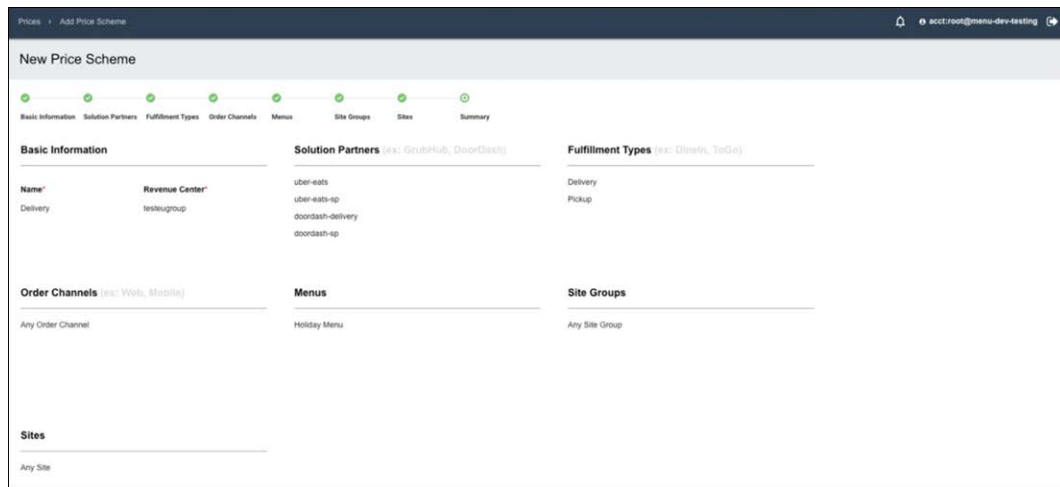 Prices › Add Price Scheme acct:root@menu-dev-testing
New Price Scheme
Basic Information Solution Partners Fulfillment Types Order Channels Menus Site Groups Sites Summary
Basic Information Solution Partners (ex: GrubHub, DoorDash) Fulfillment Types (ex: DineIn, ToGo)
Name* Revenue Center*
Delivery testeugroup
uber-eats
uber-eats-sp
doordash-delivery
doordash-sp
Delivery
Pickup
Order Channels (ex: Web, Mobile) Menus Site Groups
Any Order Channel Holiday Menu Any Site Group
Sites
Any Site